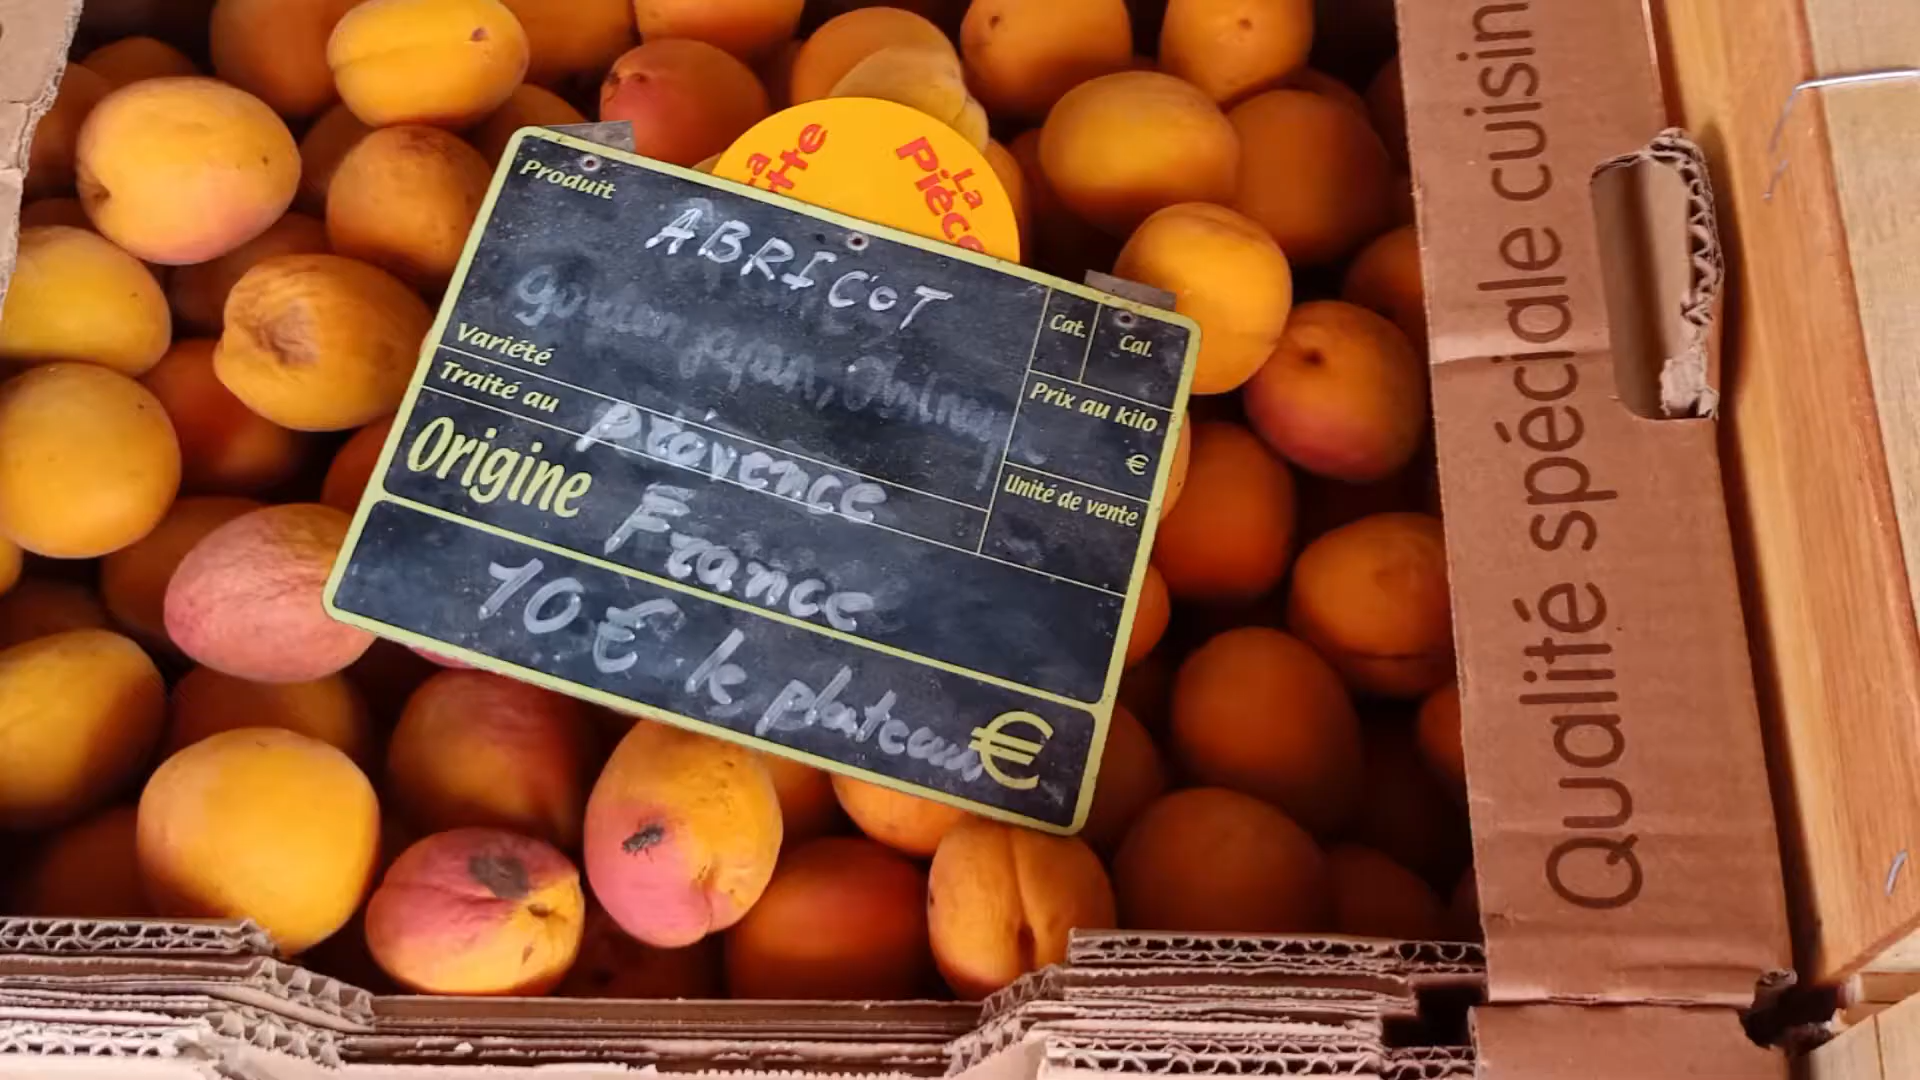 La
Pièce
Produit
ABRICOT
Variété
Cat.
Cal.
Traité au
Prix au kilo
€
Provence
Origine
France
Unité de vente
10 € le plateau
€
Qualité spéciale cuisin